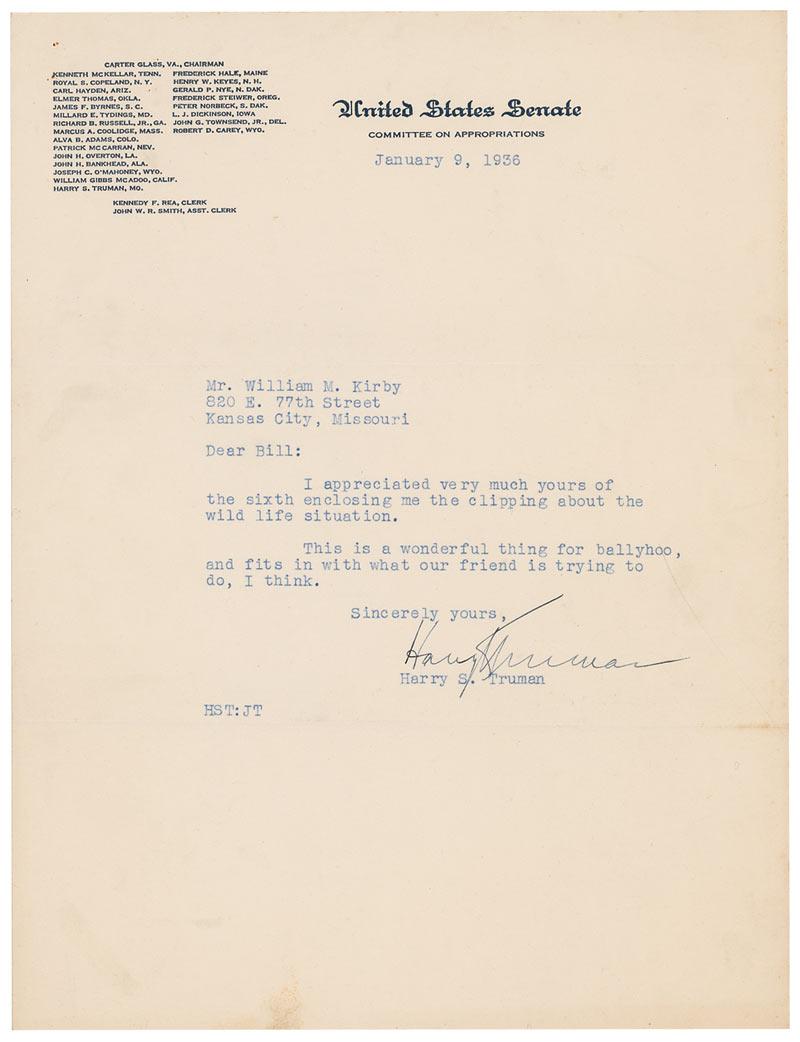 CARTER GLASS, VA., CHAIRMAN
KENNETH MCKELLAR, TENN.
ROYAL S. COPELAND, N. Y.
CARL HAYDEN, ARIZ.
ELMER THOMAS, OKLA.
JAMES F. BYRNES, S. C.
MILLARD E. TYDINGS, MD.
RICHARD B. RUSSELL, JR., GA.
MARCUS A. COOLIDGE, MASS.
ALVA B. ADAMS, COLO.
PATRICK MCCARRAN, NEV.
JOHN H. OVERTON, LA.
JOHN H. BANKHEAD, ALA.
JOSEPH C. O'MAHONEY, WYO.
WILLIAM GIBBS MCADOO, CALIF.
HARRY S. TRUMAN, MO.
FREDERICK HALE, MAINE
HENRY W. KEYES, N. H.
GERALD P. NYE, N. DAK.
FREDERICK STEIWER, OREG.
PETER NORBECK, S. DAK.
L. J. DICKINSON, IOWA
JOHN G. TOWNSEND, JR., DEL.
ROBERT D. CAREY, WYO.
KENNEDY F. REA, CLERK
JOHN W. R. SMITH, ASST. CLERK
United States Senate
COMMITTEE ON APPROPRIATIONS
January 9, 1936
Mr. William M. Kirby
820 E. 77th Street
Kansas City, Missouri
Dear Bill:
I appreciated very much yours of
the sixth enclosing me the clipping about the
wild life situation.
This is a wonderful thing for ballyhoo,
and fits in with what our friend is trying to
do, I think.
Sincerely yours,
Harry S Truman
Harry S. Truman
HST:JT